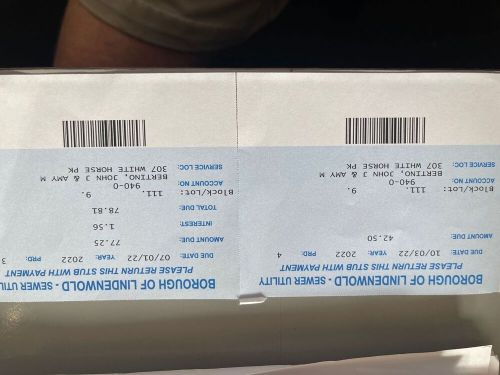 BOROUGH OF LINDENWOLD - SEWER UTILITY
PLEASE RETURN THIS STUB WITH PAYMENT
DUE DATE: 10/03/22 YEAR: 2022 PRD: 4
AMOUNT DUE: 42.50
Block/Lot: 111. 9.
ACCOUNT NO: 940-0
BERTINO, JOHN J & AMY M
SERVICE LOC: 307 WHITE HORSE PK
BOROUGH OF LINDENWOLD - SEWER UTIL
PLEASE RETURN THIS STUB WITH PAYMENT
DUE DATE: 07/01/22 YEAR: 2022 PRD: 3
AMOUNT DUE: 77.25
INTEREST: 1.56
TOTAL DUE: 78.81
Block/Lot: 111. 9.
ACCOUNT NO: 940-0
BERTINO, JOHN J & AMY M
SERVICE LOC: 307 WHITE HORSE PK